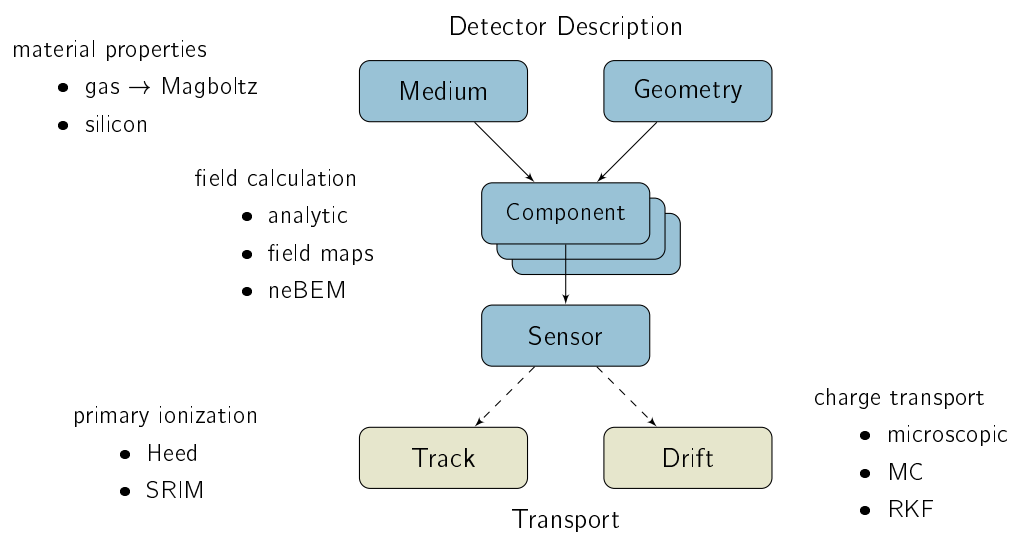 Detector Description
material properties
• gas → Magboltz
• silicon
Medium
Geometry
field calculation
• analytic
• field maps
• neBEM
Component
Sensor
primary ionization
• Heed
• SRIM
Track
Drift
charge transport
• microscopic
• MC
• RKF
Transport